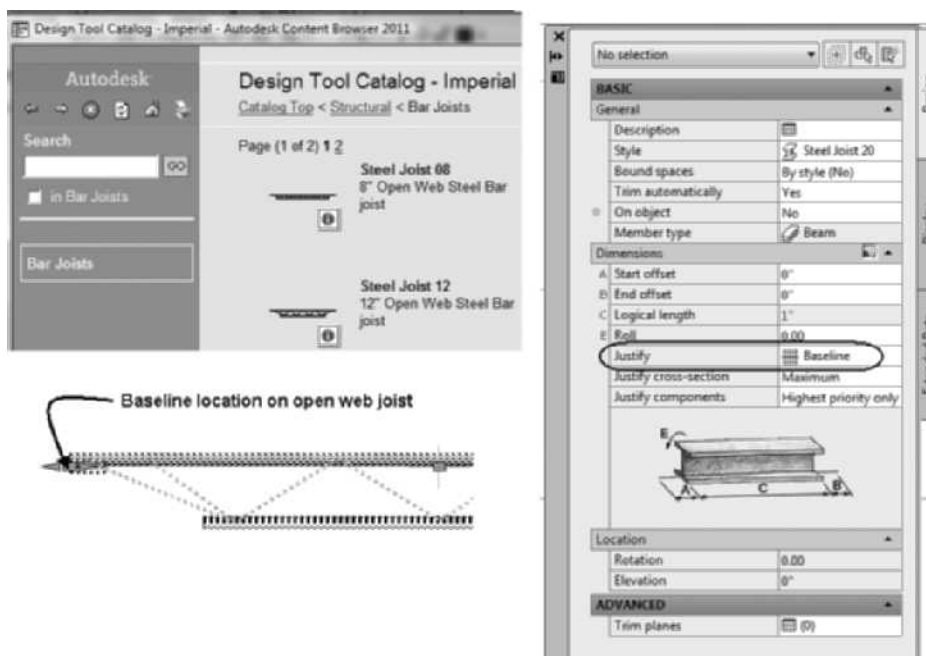 Design Tool Catalog - Imperial - Autodesk Content Browser 2011
Autodesk
Search
GO
in Bar Joists
Bar Joists
Design Tool Catalog - Imperial
Catalog Top < Structural < Bar Joists
Page (1 of 2) 1 2
Steel Joist 08
8" Open Web Steel Bar
joist
Steel Joist 12
12" Open Web Steel Bar
joist
Baseline location on open web joist
No selection
BASIC
General
Description
Style Steel Joist 20
Bound spaces By style (No)
Trim automatically Yes
On object No
Member type Beam
Dimensions
A Start offset 0"
B End offset 0"
C Logical length 1"
E Roll 0.00
Justify Baseline
Justify cross-section Maximum
Justify components Highest priority only
E
A C B
Location
Rotation 0.00
Elevation 0"
ADVANCED
Trim planes (0)